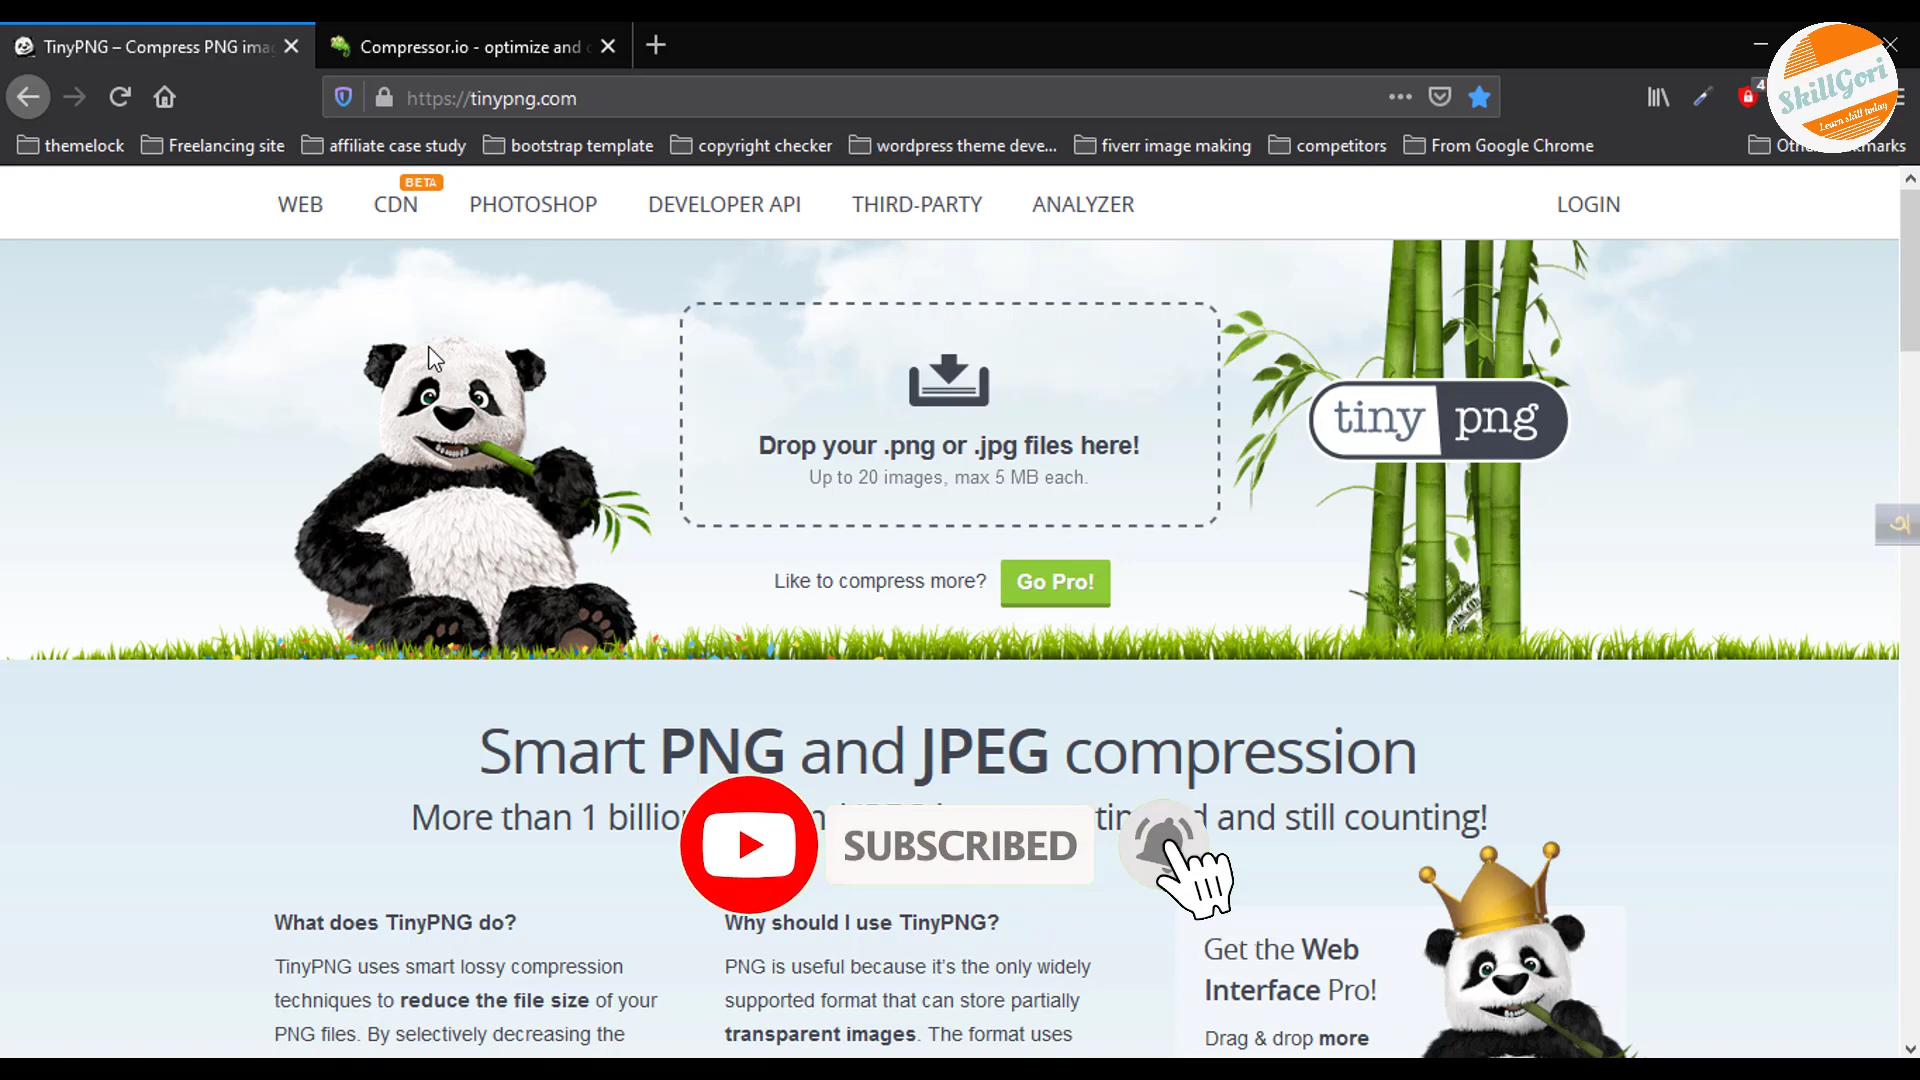 TinyPNG – Compress PNG ima
Compressor.io - optimize and
https://tinypng.com
4
SkillGori
Learn skill today
themelock
Freelancing site
affiliate case study
bootstrap template
copyright checker
wordpress theme deve...
fiverr image making
competitors
From Google Chrome
WEB
CDN
BETA
PHOTOSHOP
DEVELOPER API
THIRD-PARTY
ANALYZER
LOGIN
Drop your .png or .jpg files here!
Up to 20 images, max 5 MB each.
tiny png
অ
Like to compress more? Go Pro!
Smart PNG and JPEG compression
More than 1 and still counting!
SUBSCRIBED
What does TinyPNG do?
TinyPNG uses smart lossy compression
techniques to reduce the file size of your
PNG files. By selectively decreasing the
Why should I use TinyPNG?
PNG is useful because it's the only widely
supported format that can store partially
transparent images. The format uses
Get the Web
Interface Pro!
Drag & drop more